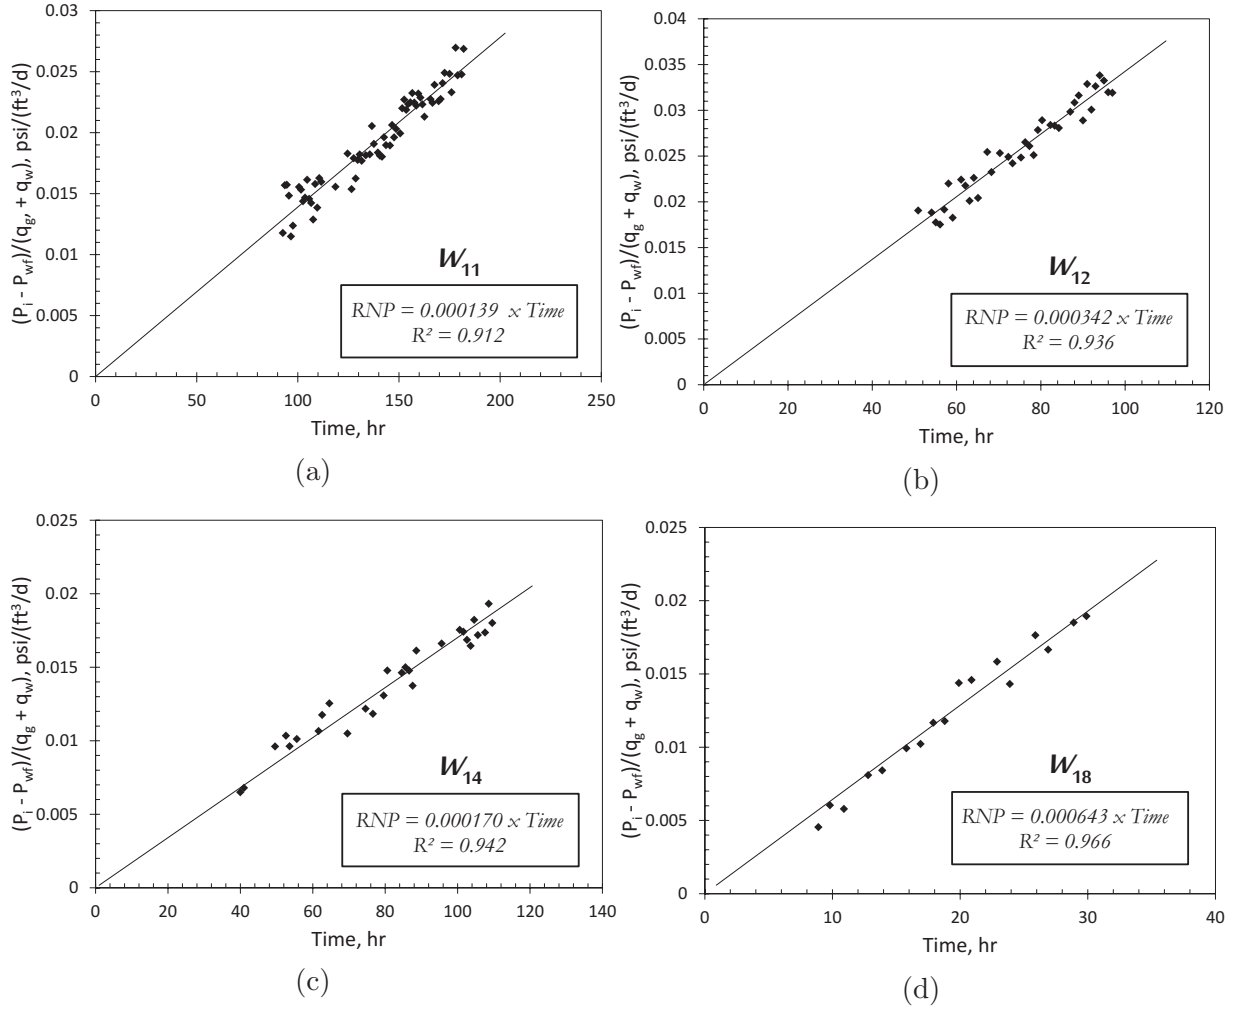 (Pᵢ - P_wf)/(q_g, + q_w), psi/(ft³/d)
0.03
0.025
0.02
0.015
0.01
0.005
0
W₁₁
RNP = 0.000139 x Time
R² = 0.912
0 50 100 150 200 250
Time, hr
(a)
(Pᵢ - P_wf)/(q_g + q_w), psi/(ft³/d)
0.04
0.035
0.03
0.025
0.02
0.015
0.01
0.005
0
W₁₂
RNP = 0.000342 x Time
R² = 0.936
0 20 40 60 80 100 120
Time, hr
(b)
(Pᵢ - P_wf)/(q_g + q_w), psi/(ft³/d)
0.025
0.02
0.015
0.01
0.005
0
W₁₄
RNP = 0.000170 x Time
R² = 0.942
0 20 40 60 80 100 120 140
Time, hr
(c)
(Pᵢ - P_wf)/(q_g + q_w), psi/(ft³/d)
0.025
0.02
0.015
0.01
0.005
0
W₁₈
RNP = 0.000643 x Time
R² = 0.966
0 10 20 30 40
Time, hr
(d)